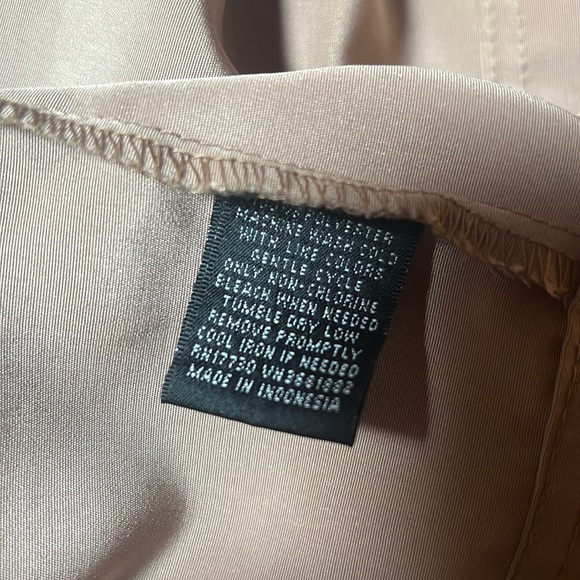 POLYESTER
MACHINE WASH COLD
WITH LIKE COLORS
GENTLE CYCLE
ONLY NON-CHLORINE
BLEACH WHEN NEEDED
TUMBLE DRY LOW
REMOVE PROMPTLY
COOL IRON IF NEEDED
RN17730
MADE IN INDONESIA